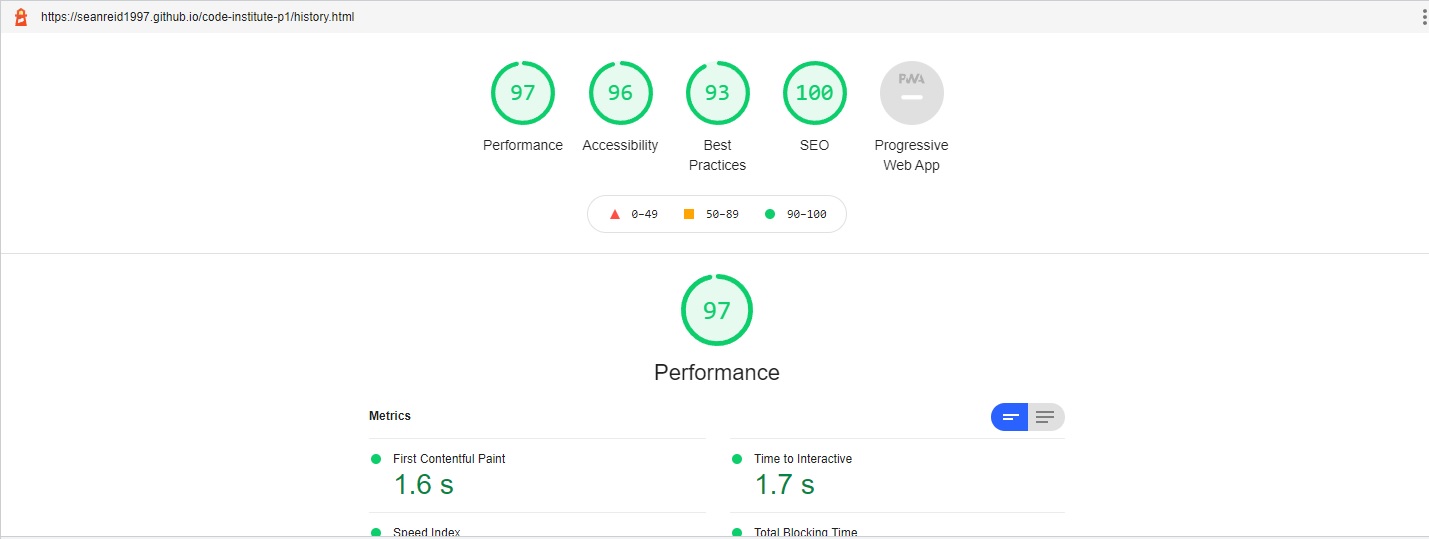 https://seanreid1997.github.io/code-institute-p1/history.html
97 96 93 100 PWA
Performance Accessibility Best Practices SEO Progressive Web App
0–49 50–89 90–100
97
Performance
Metrics
First Contentful Paint
1.6 s
Time to Interactive
1.7 s
Speed Index
Total Blocking Time